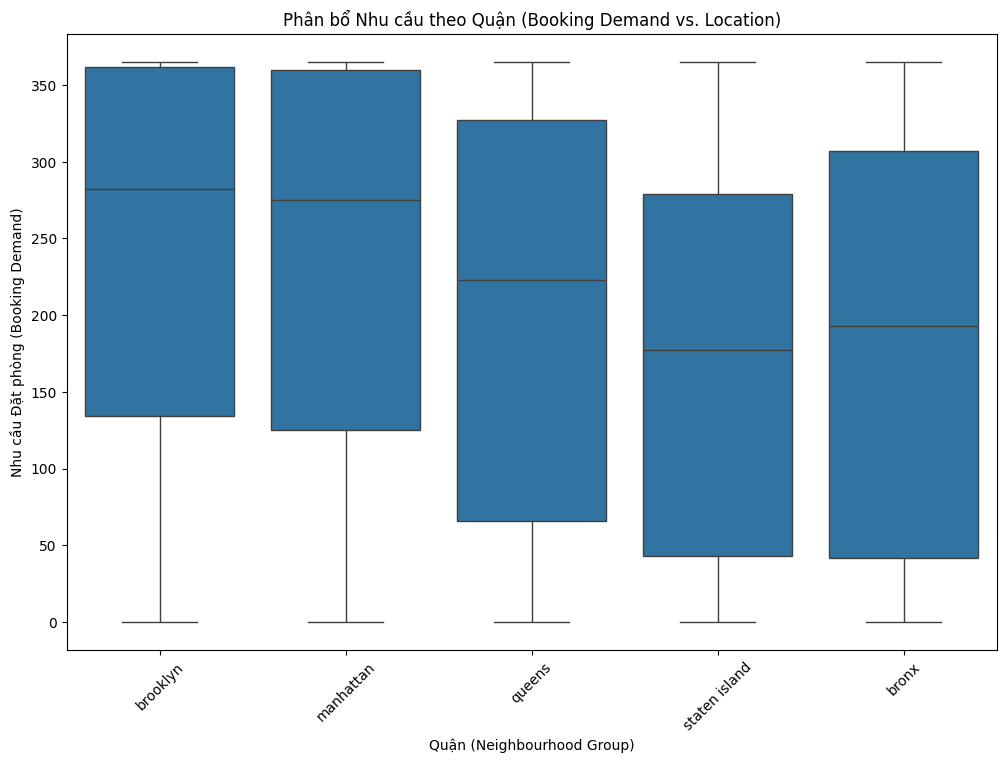 Phân bổ Nhu cầu theo Quận (Booking Demand vs. Location)
Nhu cầu Đặt phòng (Booking Demand)
350
300
250
200
150
100
50
0
brooklyn
manhattan
queens
staten island
bronx
Quận (Neighbourhood Group)